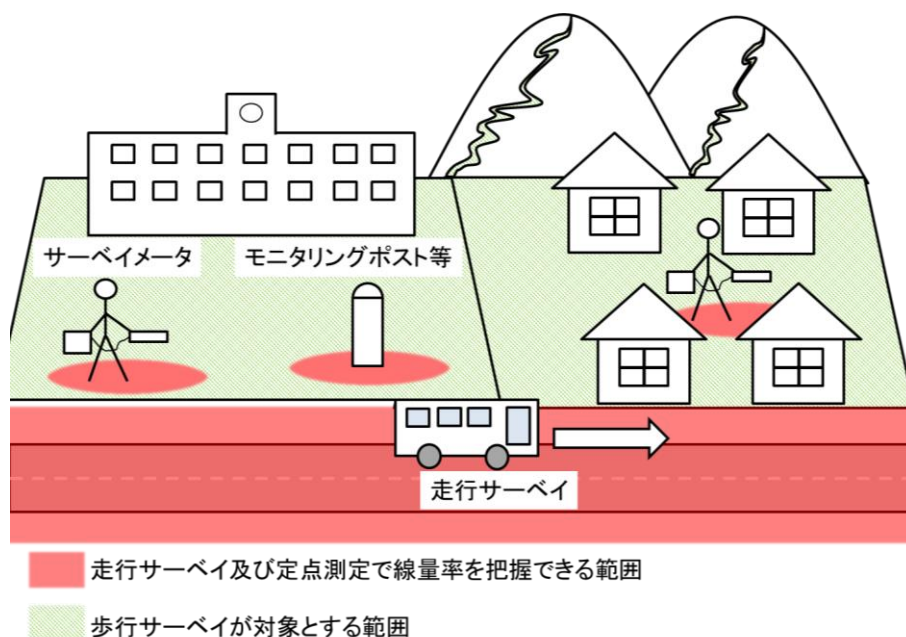 サーベイメータ
モニタリングポスト等
走行サーベイ
走行サーベイ及び定点測定で線量率を把握できる範囲
歩行サーベイが対象とする範囲